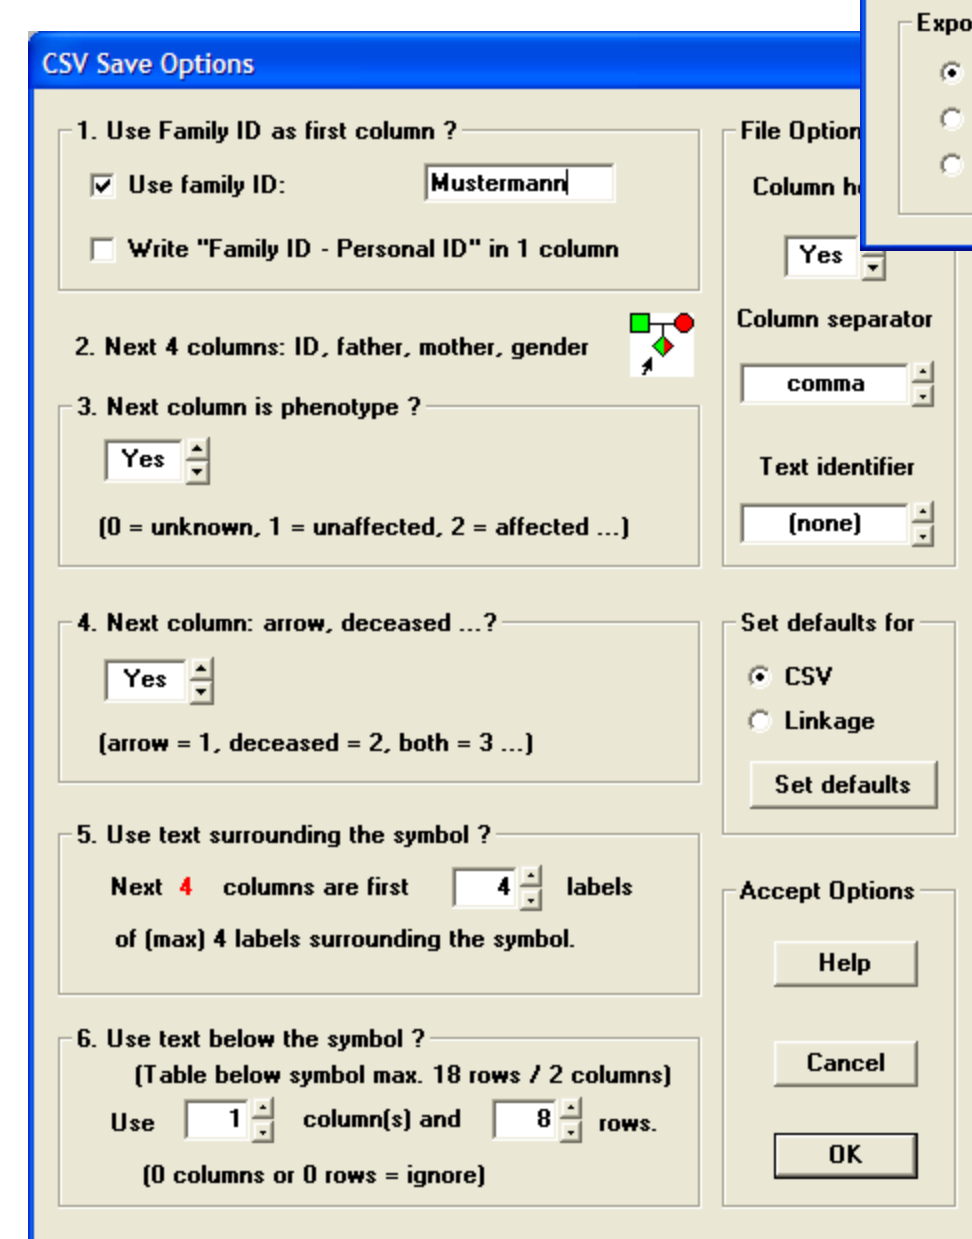 CSV Save Options
1. Use Family ID as first column ?
Use family ID: Mustermann
Write "Family ID - Personal ID" in 1 column
2. Next 4 columns: ID, father, mother, gender
3. Next column is phenotype ?
Yes
(0 = unknown, 1 = unaffected, 2 = affected ...)
4. Next column: arrow, deceased ...?
Yes
(arrow = 1, deceased = 2, both = 3 ...)
5. Use text surrounding the symbol ?
Next 4 columns are first 4 labels
of (max) 4 labels surrounding the symbol.
6. Use text below the symbol ?
(Table below symbol max. 18 rows / 2 columns)
Use 1 column(s) and 8 rows.
(0 columns or 0 rows = ignore)
File Option
Column
Yes
Column separator
comma
Text identifier
(none)
Set defaults for
CSV
Linkage
Set defaults
Accept Options
Help
Cancel
OK